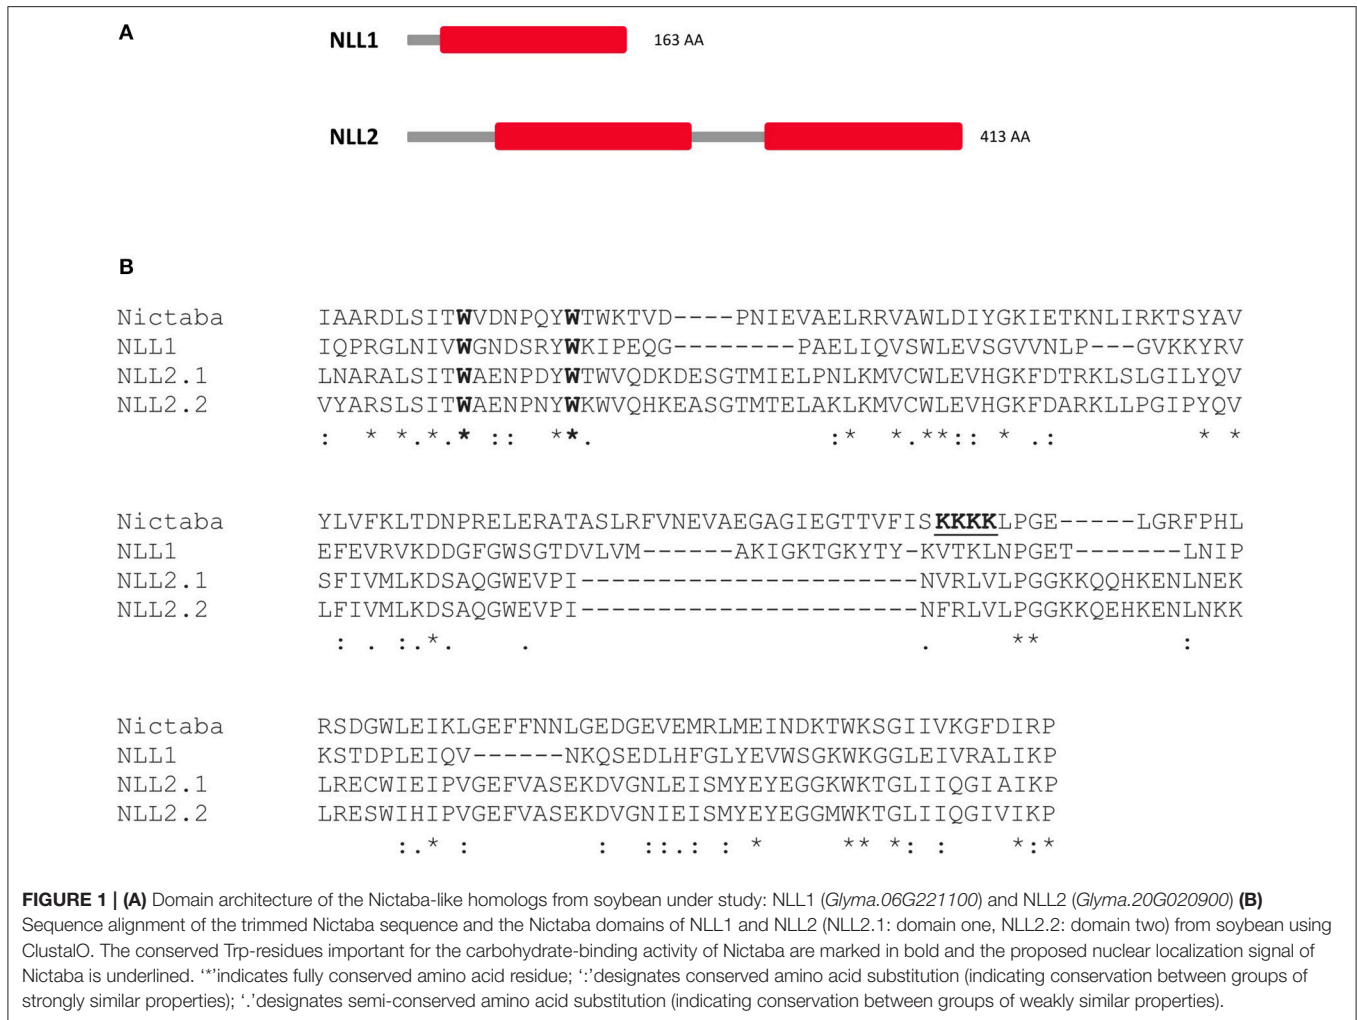 A
NLL1 163 AA
NLL2 413 AA
B
Nictaba IAARDLSITWVDNPQYWTWKTVD----PNIEVAELRRVAWLDIYGKIETKNLIRKTSYAV
NLL1 IQPRGLNIVWGNDSRYWKIPEQG--------PAELIQVSWLEVSGVVNLP---GVKKYRV
NLL2.1 LNARALSITWAENPDYWTWVQDKDESGTMIELPNLKMVCWLEVHGKFDTRKLSLGILYQV
NLL2.2 VYARSLSITWAENPNYWKWVQHKEASGTMTELAKLKMVCWLEVHGKFDARKLLPGIPYQV
:  * *.*.* ::  **.                :*  *.**:: * .:         * *
Nictaba YLVFKLTDNPRELERATASLRFVNEVAEGAGIEGTTVFISKKKKLPGE-----LGRFPHL
NLL1 EFEVRVKDDGFGWSGTDVLVM------AKIGKTGKYTY-KVTKLNPGET-------LNIP
NLL2.1 SFIVMLKDSAQGWEVPI----------------------NVRLVLPGGKKQQHKENLNEK
NLL2.2 LFIVMLKDSAQGWEVPI----------------------NFRLVLPGGKKQEHKENLNKK
: . :.*.    .                         .     **         :
Nictaba RSDGWLEIKLGEFFNNLGEDGEVEMRLMEINDKTWKSGIIVKGFDIRP
NLL1 KSTDPLEIQV------NKQSEDLHFGLYEVWSGKWKGGLEIVRALIKP
NLL2.1 LRECWIEIPVGEFVASEKDVGNLEISMYEYEGGKWKTGLIIQGIAIKP
NLL2.2 LRESWIHIPVGEFVASEKDVGNIEISMYEYEGGMWKTGLIIQGIVIKP
:.* :        :  ::.: : *     ** *: :    *:*
FIGURE 1 | (A) Domain architecture of the Nictaba-like homologs from soybean under study: NLL1 (Glyma.06G221100) and NLL2 (Glyma.20G020900) (B)
Sequence alignment of the trimmed Nictaba sequence and the Nictaba domains of NLL1 and NLL2 (NLL2.1: domain one, NLL2.2: domain two) from soybean using
ClustalO. The conserved Trp-residues important for the carbohydrate-binding activity of Nictaba are marked in bold and the proposed nuclear localization signal of
Nictaba is underlined. ‘*’indicates fully conserved amino acid residue; ‘:’designates conserved amino acid substitution (indicating conservation between groups of
strongly similar properties); ‘.’designates semi-conserved amino acid substitution (indicating conservation between groups of weakly similar properties).